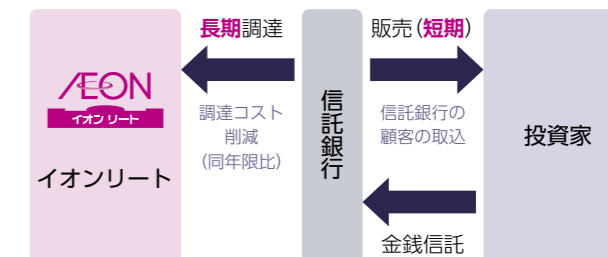 長期調達
販売(短期)
ÆON
イオンリート
調達コスト
削減
(同年限比)
イオンリート
信託銀行
信託銀行の
顧客の取込
投資家
金銭信託